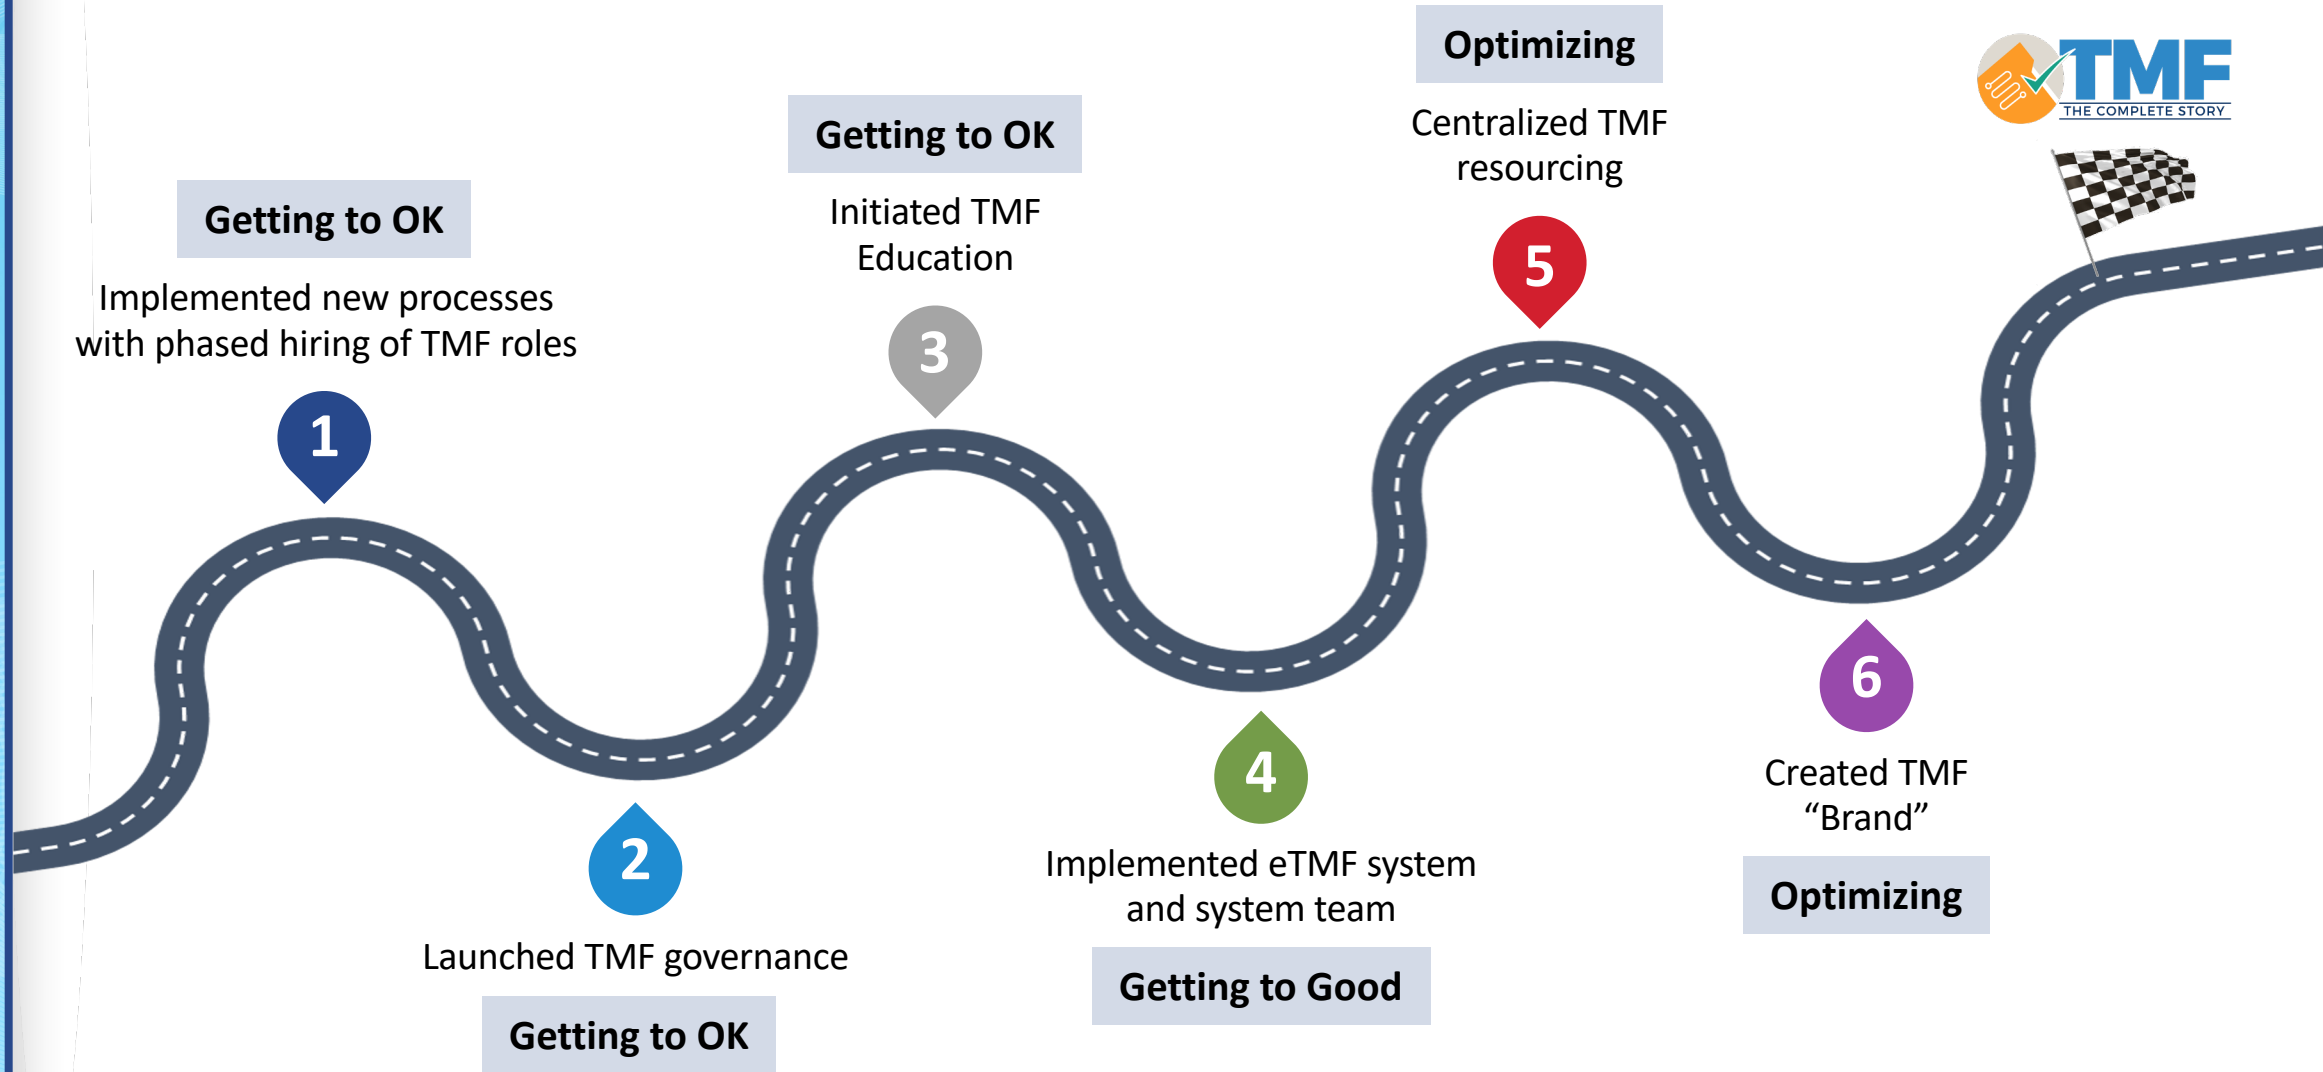 Getting to OK
Implemented new processes
with phased hiring of TMF roles
1
2
Launched TMF governance
Getting to OK
Getting to OK
Initiated TMF
Education
3
4
Implemented eTMF system
and system team
Getting to Good
Optimizing
Centralized TMF
resourcing
5
6
Created TMF
“Brand”
Optimizing
TMF
THE COMPLETE STORY